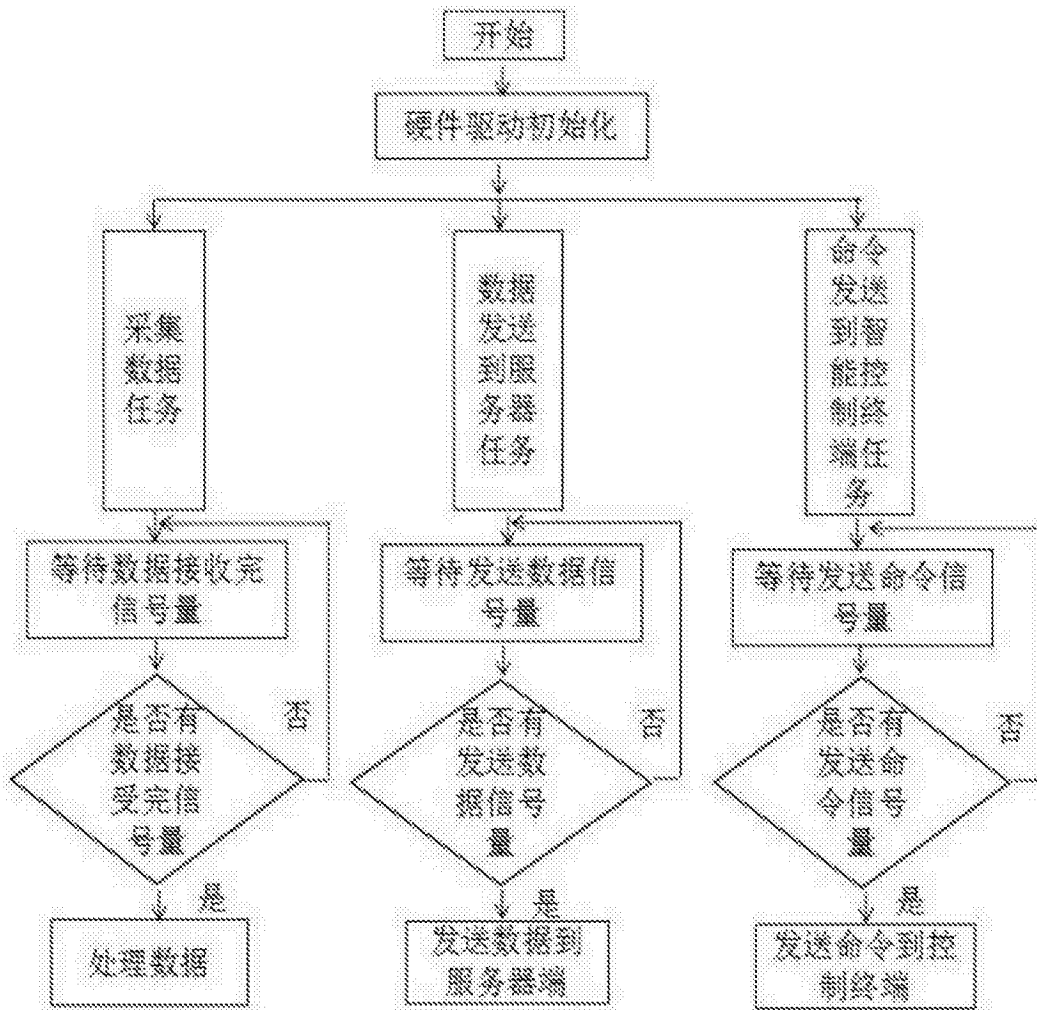 开始
硬件驱动初始化
采集
数据
任务
数据
发送
到服
务器
任务
命令
发送
到智
能控
制终
端任
务
等待数据接收完
信号量
等待发送数据信
号量
等待发送命令信
号量
是否有
数据接
受完信
号量
否
是否有
发送数
据信号
量
否
是否有
发送命
令信号
量
否
是
是
是
处理数据
发送数据到
服务器端
发送命令到控
制终端